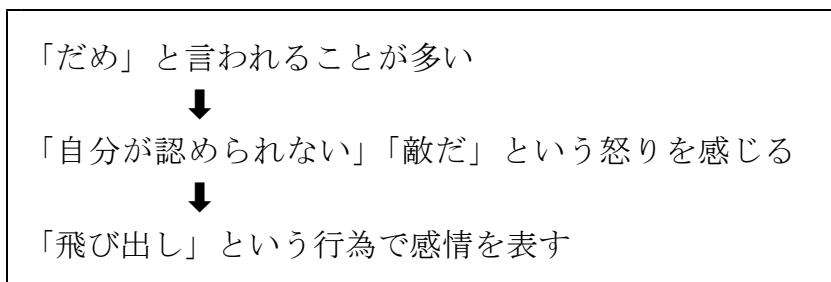 「だめ」と言われることが多い
⬇
「自分が認められない」「敵だ」という怒りを感じる
⬇
「飛び出し」という行為で感情を表す